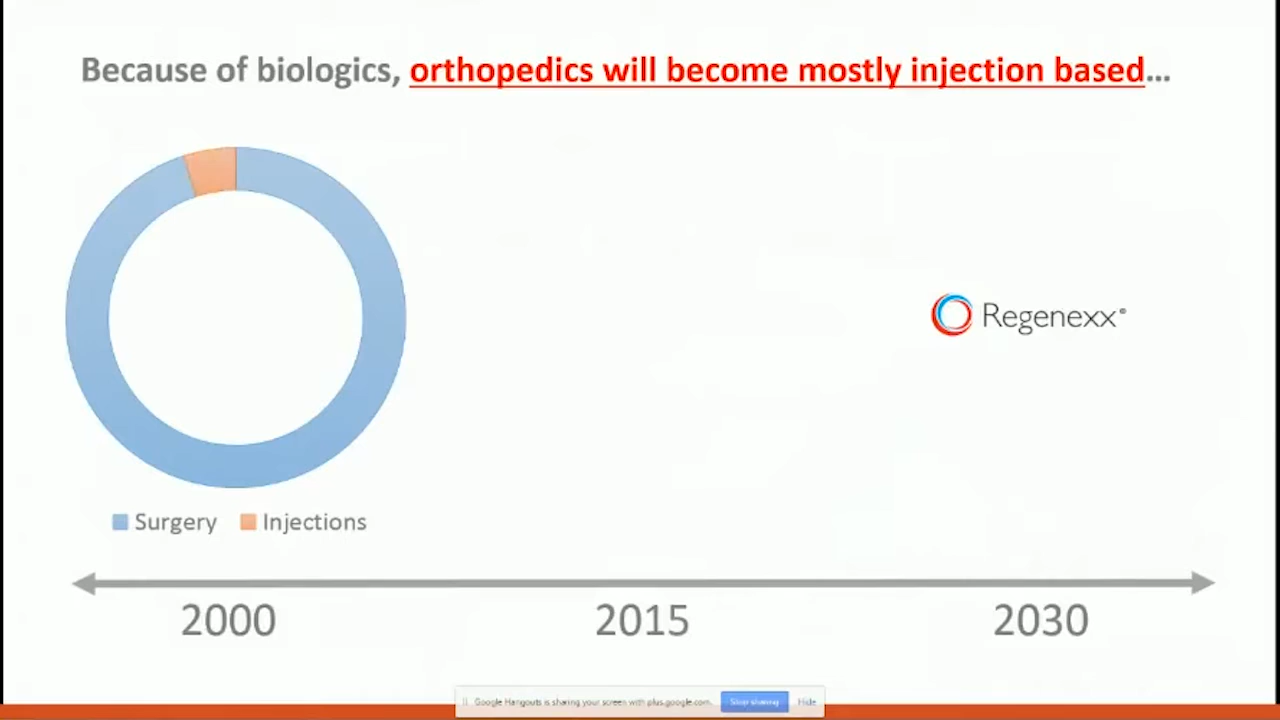 Because of biologics, orthopedics will become mostly injection based...
Regenexx®
Surgery Injections
2000 2015 2030
Google Hangouts is sharing your screen with plus.google.com. Stop sharing Hide